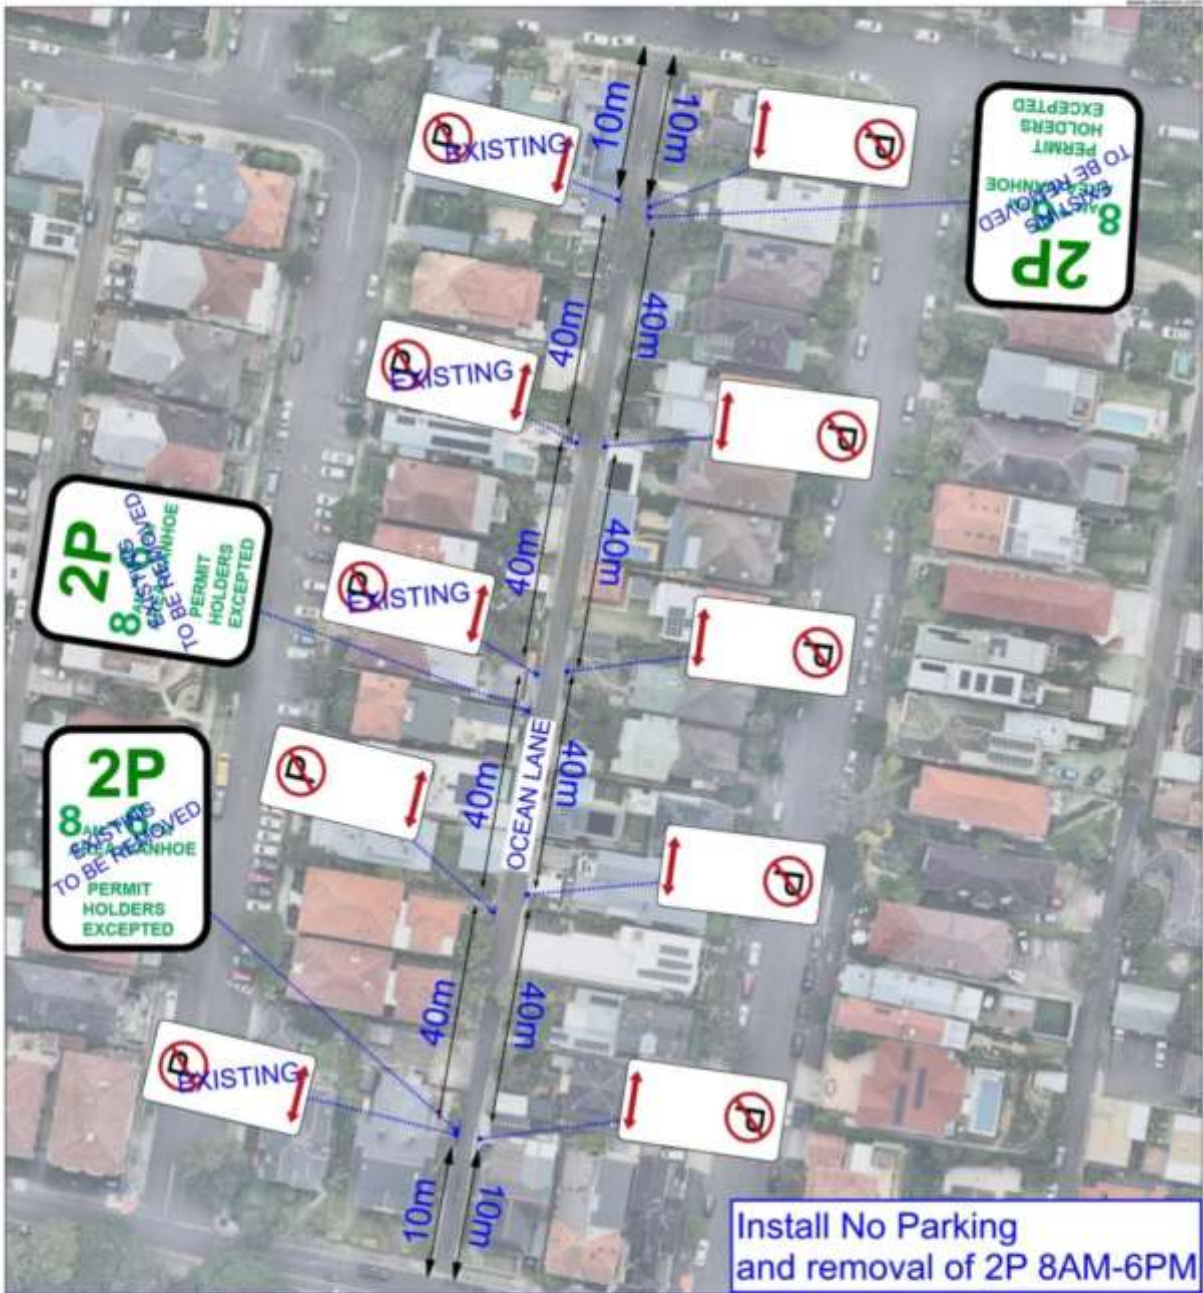 10m
10m
EXISTING
2P
8
PERMIT
HOLDERS
EXCEPTED
EXISTING
TO BE REMOVED
40m
40m
EXISTING
40m
40m
EXISTING
2P
8
PERMIT
HOLDERS
EXCEPTED
EXISTING
TO BE REMOVED
OCEAN LANE
40m
40m
2P
8
PERMIT
HOLDERS
EXCEPTED
EXISTING
TO BE REMOVED
40m
40m
EXISTING
10m
10m
Install No Parking
and removal of 2P 8AM-6PM